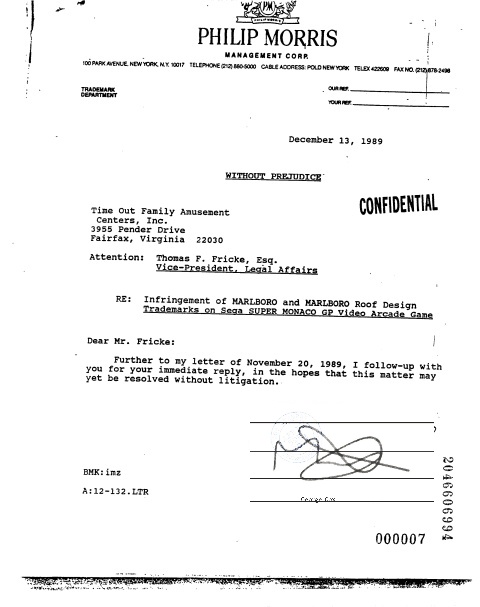 PM
PHILIP MORRIS
MANAGEMENT CORP.
100 PARK AVENUE, NEW YORK, N.Y. 10017 TELEPHONE (212) 880-5000 CABLE ADDRESS: POLD NEW YORK TELEX 422609 FAX NO. (212) 878-2496
TRADEMARK
DEPARTMENT
OUR REF.
YOUR REF.
December 13, 1989
WITHOUT PREJUDICE
CONFIDENTIAL
Time Out Family Amusement
Centers, Inc.
3955 Pender Drive
Fairfax, Virginia 22030
Attention: Thomas F. Fricke, Esq.
Vice-President, Legal Affairs
RE: Infringement of MARLBORO and MARLBORO Roof Design
Trademarks on Sega SUPER MONACO GP Video Arcade Game
Dear Mr. Fricke:
Further to my letter of November 20, 1989, I follow-up with
you for your immediate reply, in the hopes that this matter may
yet be resolved without litigation.
BMK:imz
A:12-132.LTR
000007
2046606994